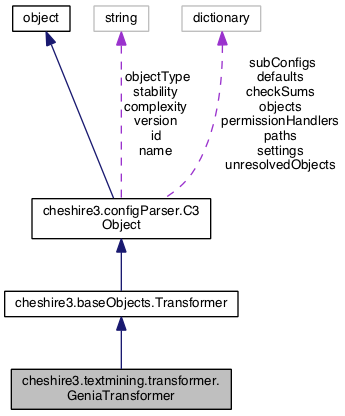 object
string
dictionary
objectType
stability
complexity
version
id
name
subConfigs
defaults
checkSums
objects
permissionHandlers
paths
settings
unresolvedObjects
cheshire3.configParser.C3
Object
cheshire3.baseObjects.Transformer
cheshire3.textmining.transformer.
GeniaTransformer